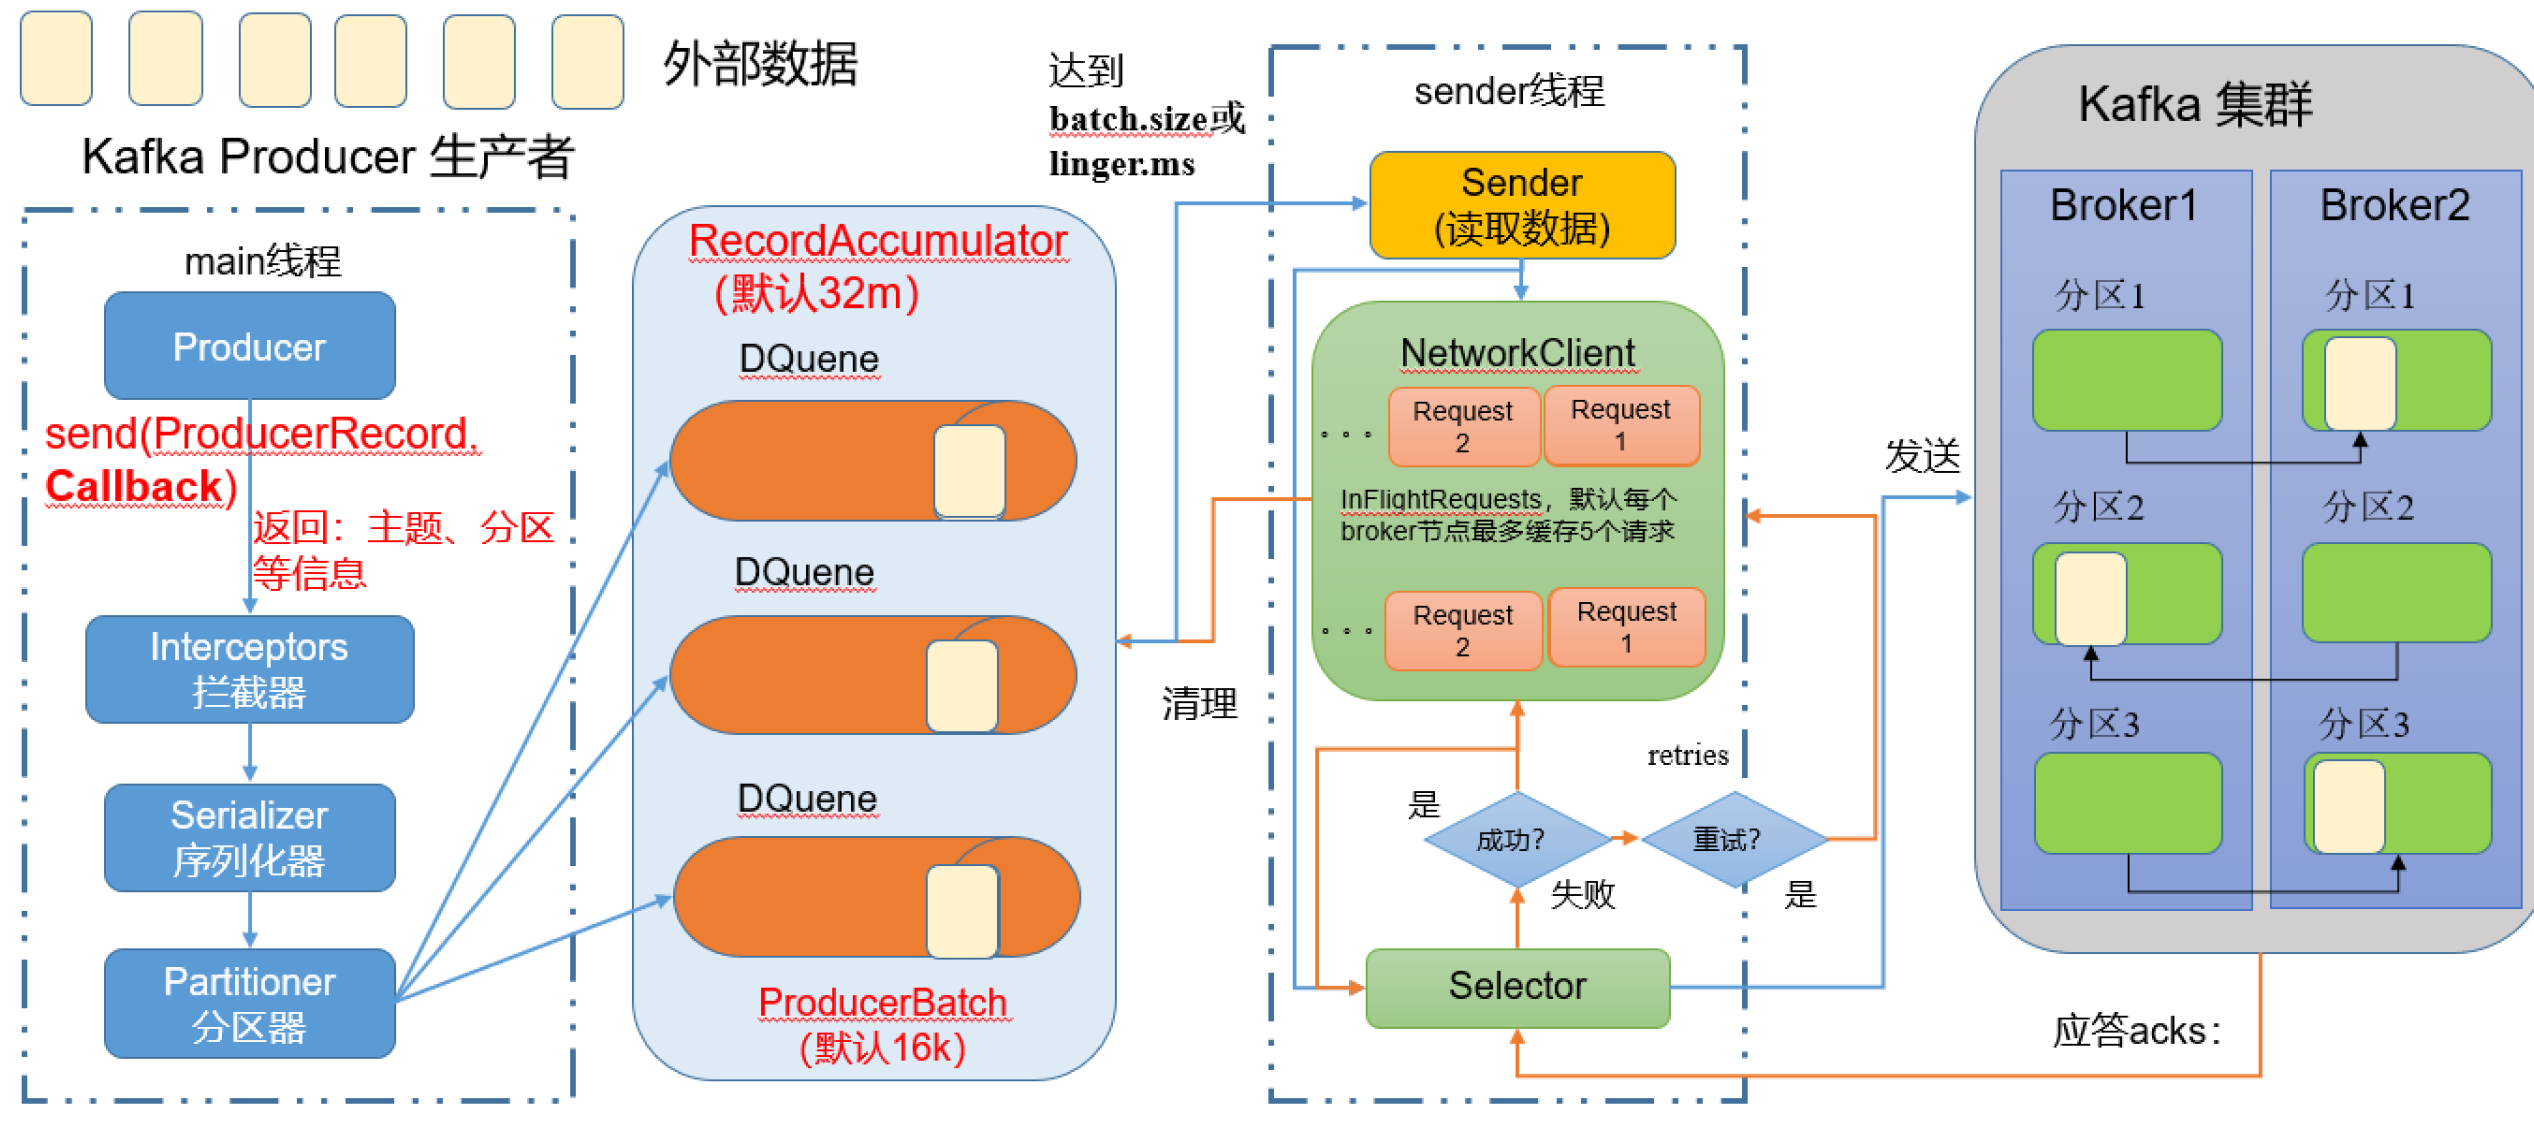 外部数据
Kafka Producer 生产者
main线程
Producer
send(ProducerRecord,
Callback)
返回：主题、分区
等信息
Interceptors
拦截器
Serializer
序列化器
Partitioner
分区器
RecordAccumulator
（默认32m）
DQuene
DQuene
DQuene
ProducerBatch
(默认16k)
达到
batch.size或
linger.ms
清理
sender线程
Sender
(读取数据)
NetworkClient
···
Request
2
Request
1
InFlightRequests，默认每个
broker节点最多缓存5个请求
···
Request
2
Request
1
retries
是
成功?
失败
重试?
是
Selector
发送
Kafka 集群
Broker1
分区1
分区2
分区3
Broker2
分区1
分区2
分区3
应答acks：